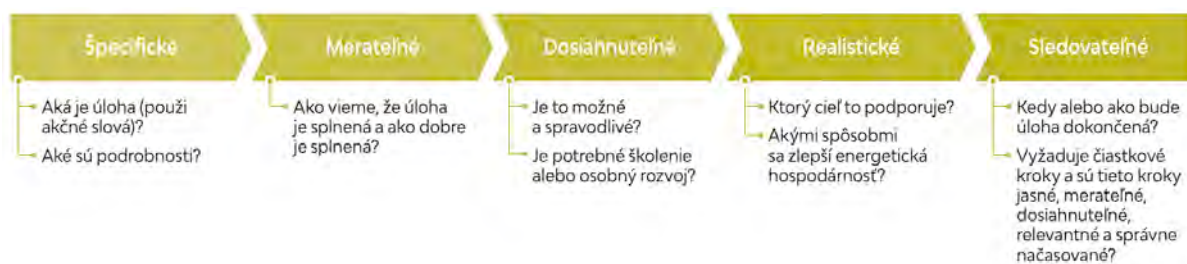 Špecifické
Aká je úloha (použi
akčné slová)?
Aké sú podrobnosti?
Merateľné
Ako vieme, že úloha
je splnená a ako dobre
je splnená?
Dosiahnuteľné
Je to možné
a spravodlivé?
Je potrebné školenie
alebo osobný rozvoj?
Realistické
Ktorý cieľ to podporuje?
Akými spôsobmi
sa zlepší energetická
hospodárnosť?
Sledovateľné
Kedy alebo ako bude
úloha dokončená?
Vyžaduje čiastkové
kroky a sú tieto kroky
jasné, merateľné,
dosiahnuteľné,
relevantné a správne
načasované?